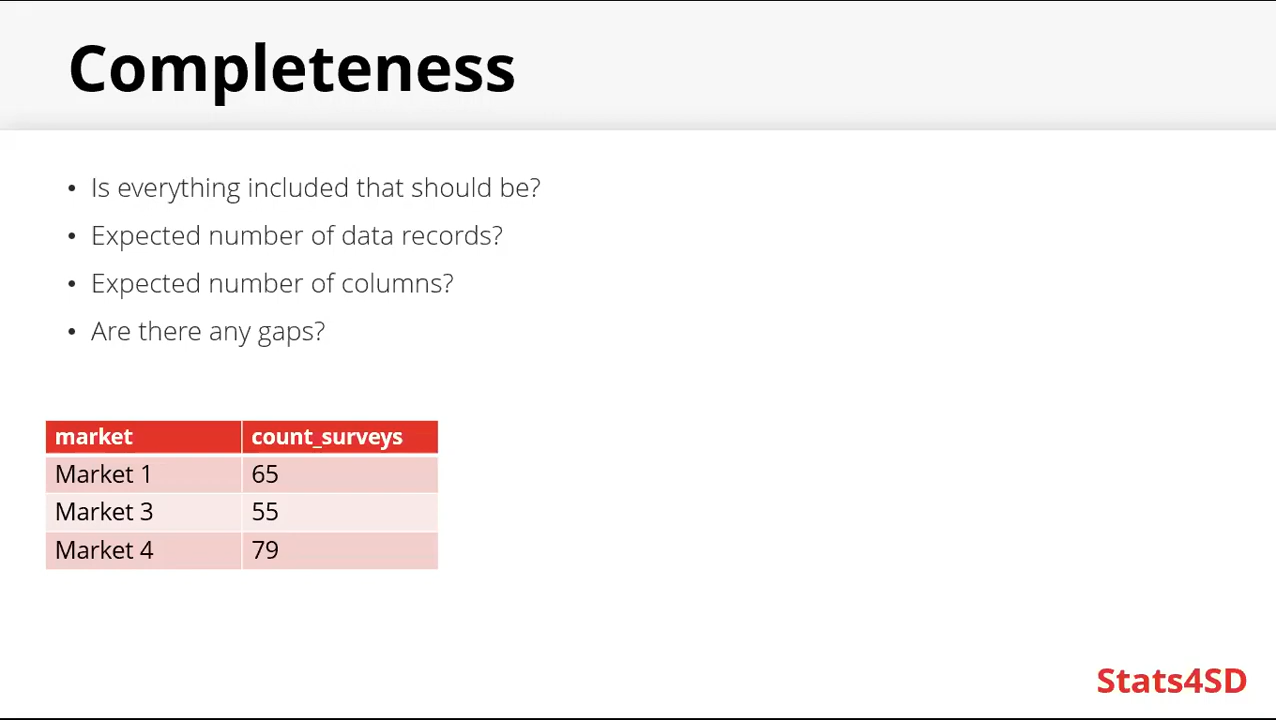 Completeness
• Is everything included that should be?
• Expected number of data records?
• Expected number of columns?
• Are there any gaps?
market count_surveys
Market 1 65
Market 3 55
Market 4 79
Stats4SD